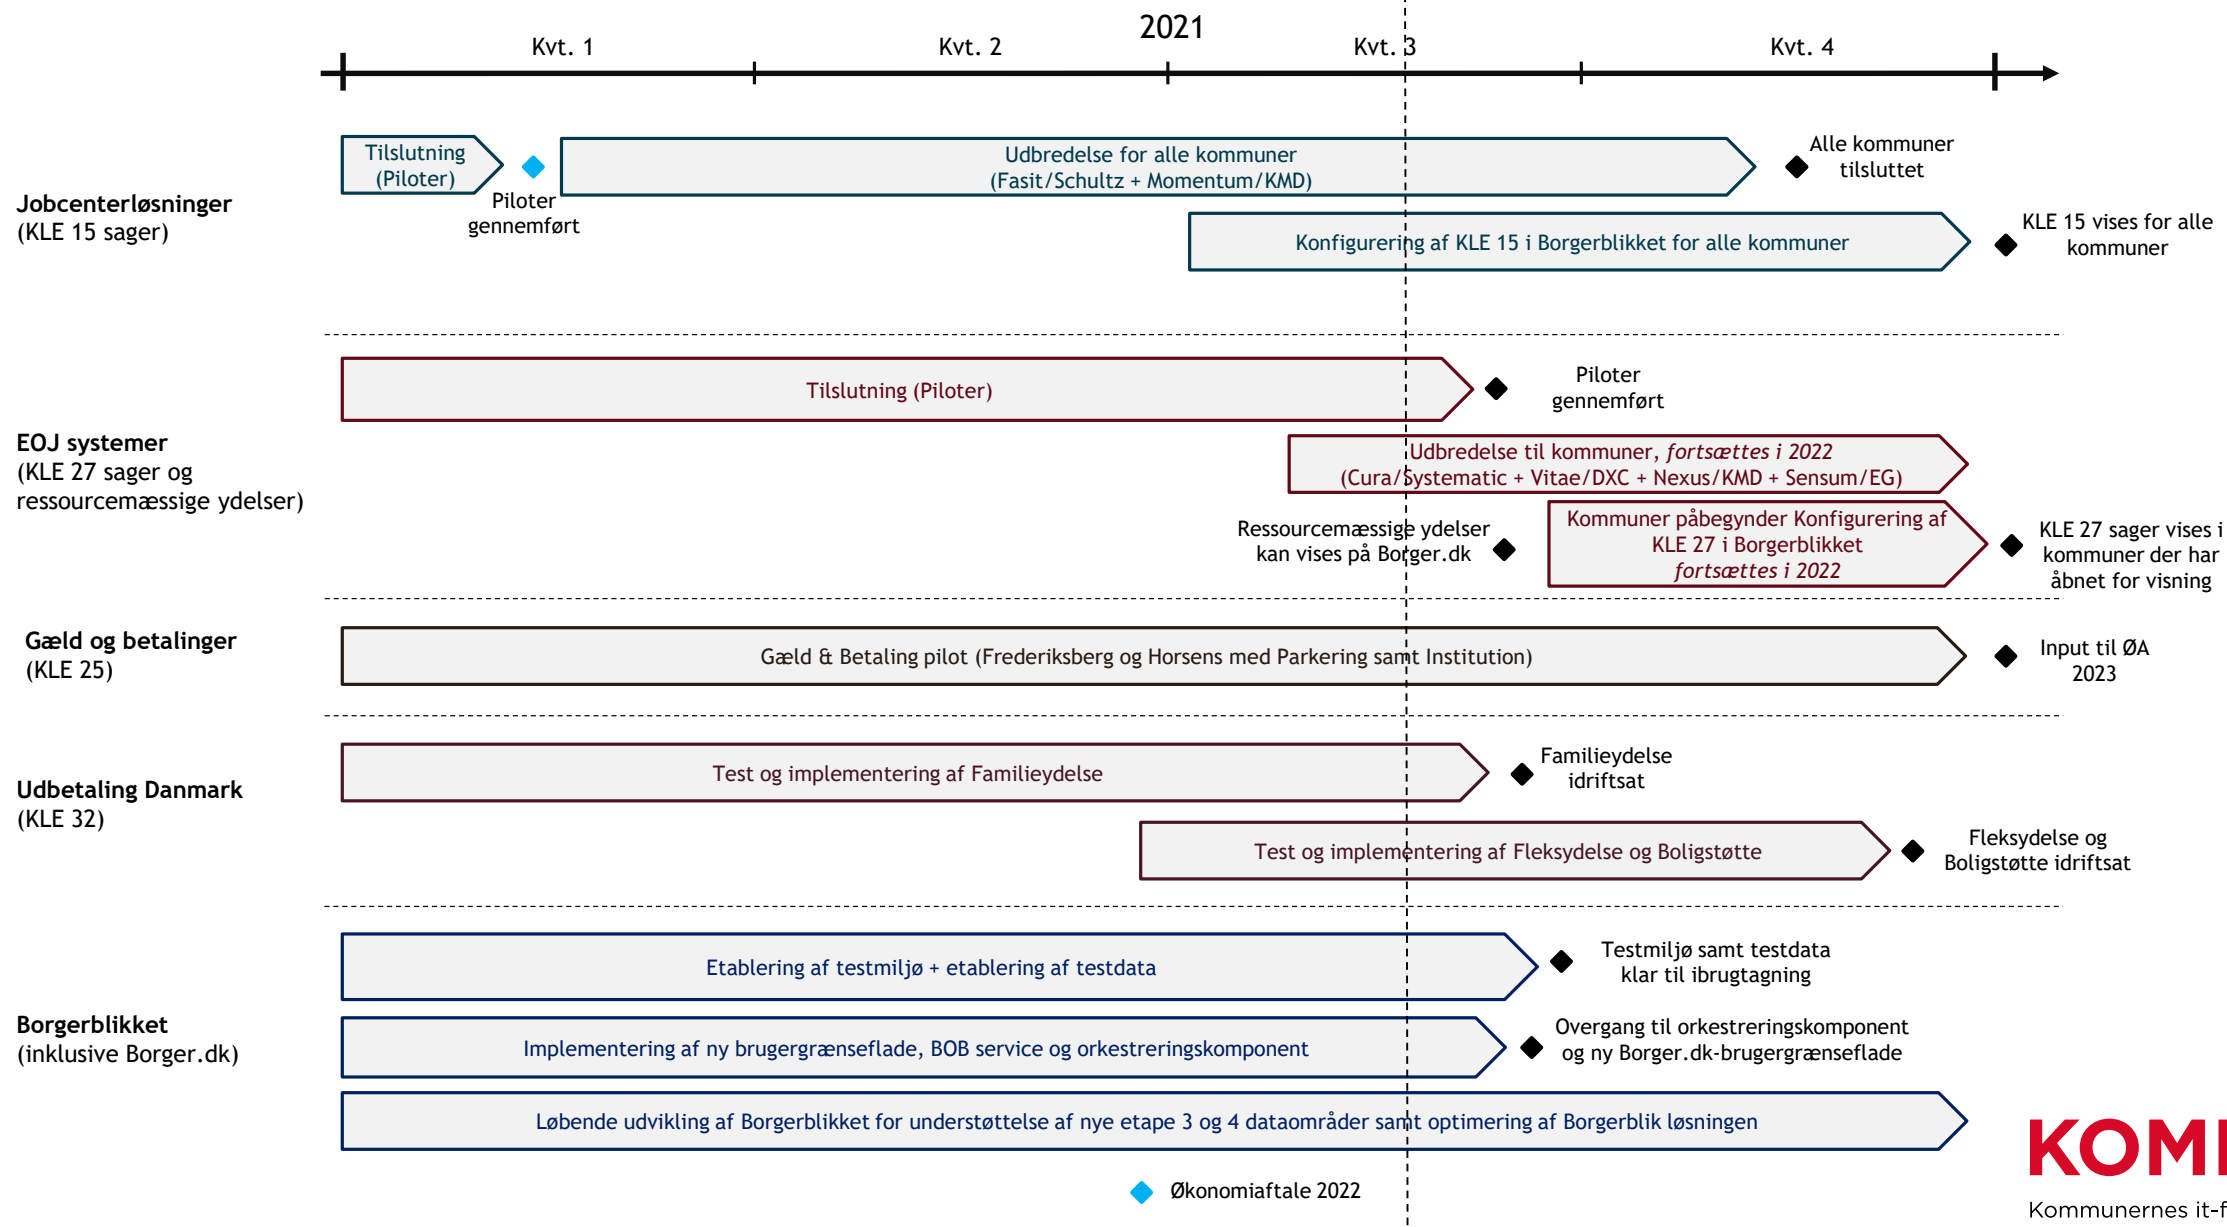 2021
Kvt. 1
Kvt. 2
Kvt. 3
Kvt. 4
Jobcenterløsninger
(KLE 15 sager)
Tilslutning
(Piloter)
Piloter
gennemført
Udbredelse for alle kommuner
(Fasit/Schultz + Momentum/KMD)
Alle kommuner
tilsluttet
Konfigurering af KLE 15 i Borgerblikket for alle kommuner
KLE 15 vises for alle
kommuner
EOJ systemer
(KLE 27 sager og
ressourcemæssige ydelser)
Tilslutning (Piloter)
Piloter
gennemført
Udbredelse til kommuner, fortsættes i 2022
(Cura/Systematic + Vitae/DXC + Nexus/KMD + Sensum/EG)
Ressourcemæssige ydelser
kan vises på Borger.dk
Kommuner påbegynder Konfigurering af
KLE 27 i Borgerblikket
fortsættes i 2022
KLE 27 sager vises i
kommuner der har
åbnet for visning
Gæld og betalinger
(KLE 25)
Gæld & Betaling pilot (Frederiksberg og Horsens med Parkering samt Institution)
Input til ØA
2023
Udbetaling Danmark
(KLE 32)
Test og implementering af Familieydelse
Familieydelse
idriftsat
Test og implementering af Fleksydelse og Boligstøtte
Fleksydelse og
Boligstøtte idriftsat
Borgerblikket
(inklusive Borger.dk)
Etablering af testmiljø + etablering af testdata
Testmiljø samt testdata
klar til ibrugtagning
Implementering af ny brugergrænseflade, BOB service og orkestreringskomponent
Overgang til orkestreringskomponent
og ny Borger.dk-brugergrænseflade
Løbende udvikling af Borgerblikket for understøttelse af nye etape 3 og 4 dataområder samt optimering af Borgerblik løsningen
Økonomiaftale 2022
KOM
Kommunernes it-f